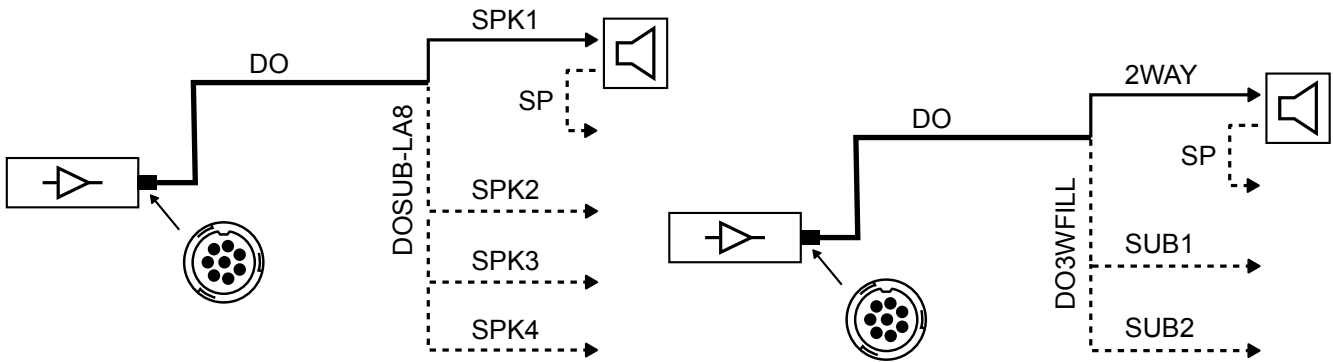 SPK1
DO
SP
DOSUB-LA8
SPK2
SPK3
SPK4
2WAY
DO
SP
DO3WFILL
SUB1
SUB2